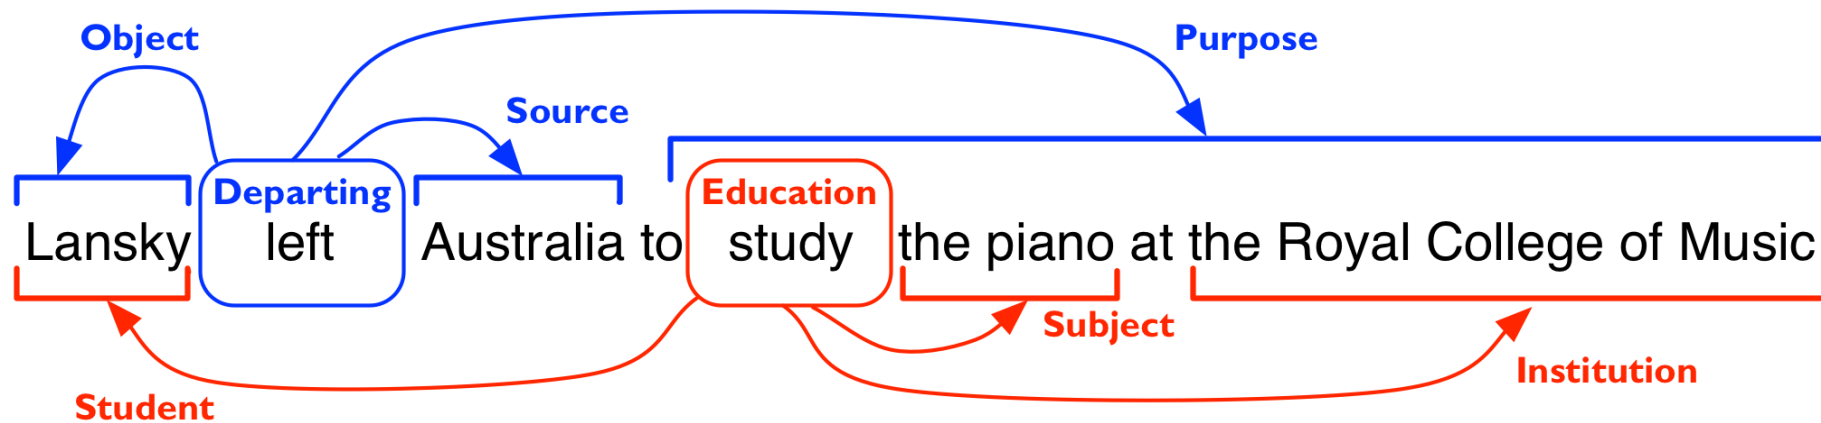 Object
Purpose
Source
Departing
Education
Lansky left Australia to study the piano at the Royal College of Music
Subject
Institution
Student